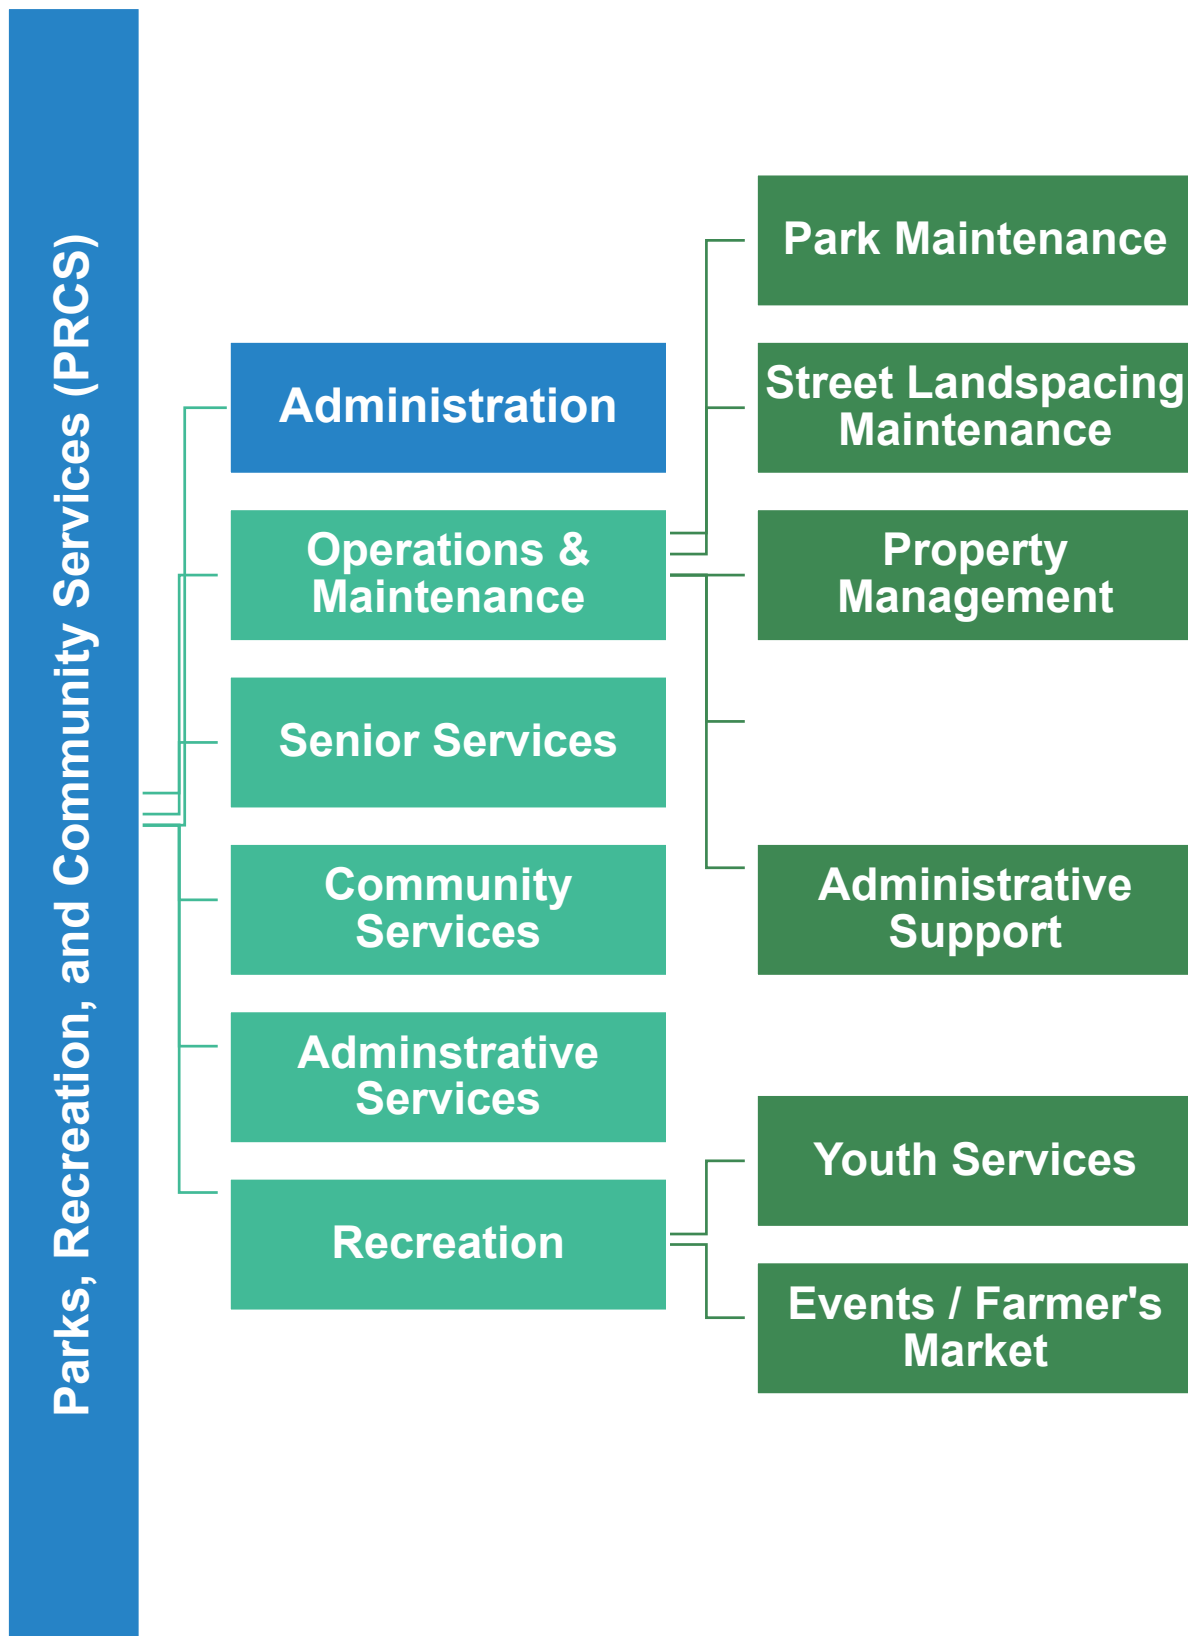 Parks, Recreation, and Community Services (PRCS)
Administration
Operations &
Maintenance
Senior Services
Community
Services
Adminstrative
Services
Recreation
Park Maintenance
Street Landspacing
Maintenance
Property
Management
Administrative
Support
Youth Services
Events / Farmer's
Market